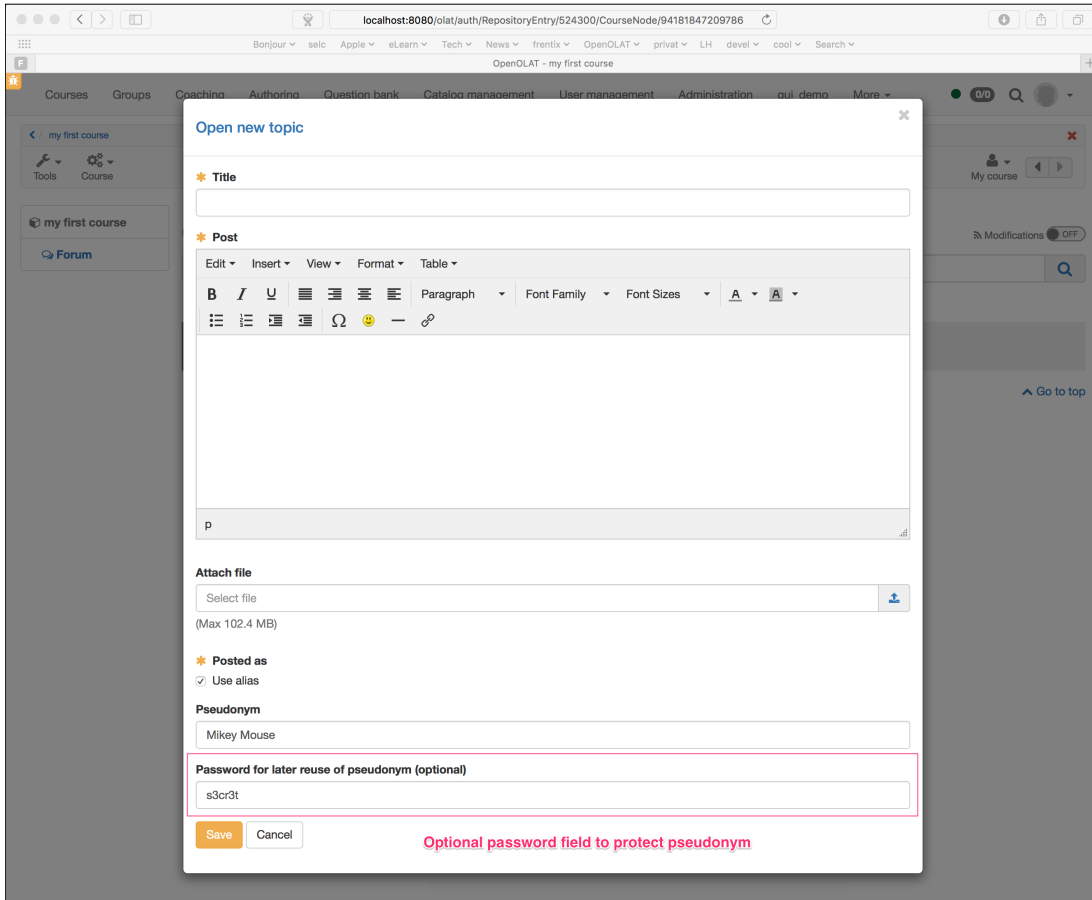 localhost:8080/olat/auth/RepositoryEntry/524300/CourseNode/94181847209786
Bonjour selc Apple eLearn Tech News frentix OpenOLAT privat LH devel cool Search
F OpenOLAT - my first course +
Courses Groups Coaching Authoring Question bank Catalog management User management Administration gui demo More 0/0
/ my first course
Tools Course My course
my first course
Forum
Modifications OFF
Go to top
Open new topic
Title
Post
Edit Insert View Format Table
B I U Paragraph Font Family Font Sizes A A
Ω
p
Attach file
Select file
(Max 102.4 MB)
Posted as
Use alias
Pseudonym
Mikey Mouse
Password for later reuse of pseudonym (optional)
s3cr3t
Save Cancel
Optional password field to protect pseudonym